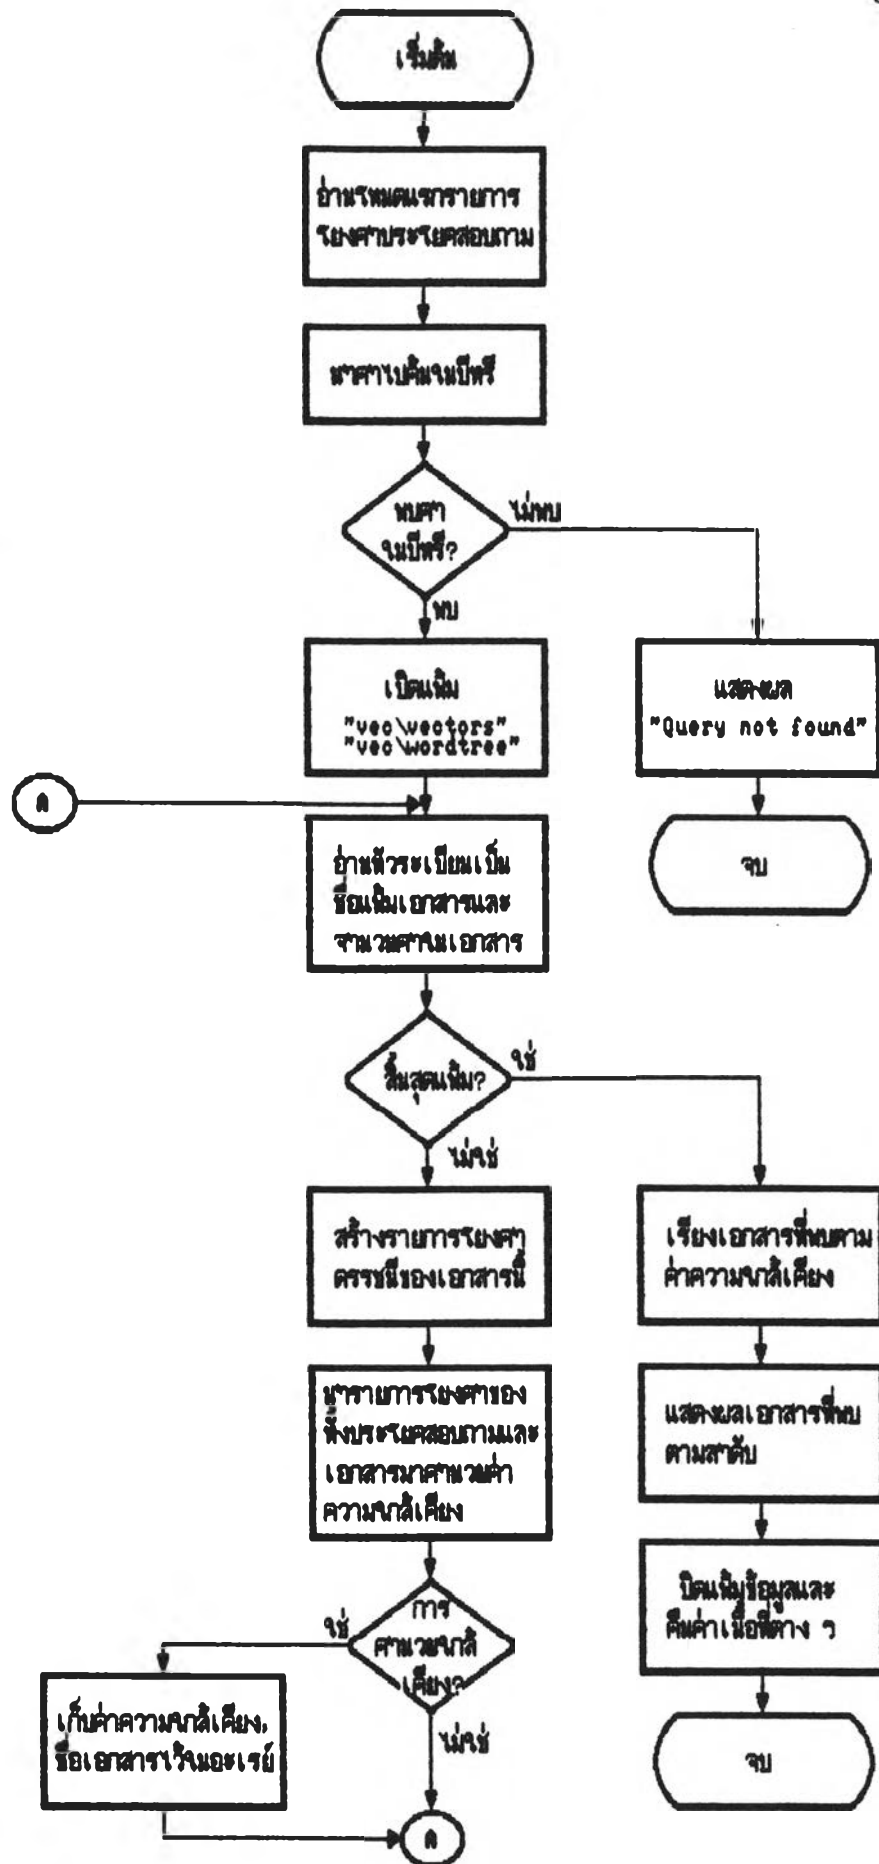 เริ่มต้น
อ่านโหนดแรกรายการ
โยงคำประโยคสอบถาม
นำคำไปค้นในบีทรี
พบคำ
ในบีทรี?
ไม่พบ
พบ
เปิดแฟ้ม
"vec\vectors"
"vec\wordtree"
แสดงผล
"Query not found"
จบ
A
อ่านหัวระเบียนเป็น
ชื่อแฟ้มเอกสารและ
จำนวนคำในเอกสาร
สิ้นสุดแฟ้ม?
ใช่
ไม่ใช่
สร้างรายการโยงคำ
ดรรชนีของเอกสารนี้
นำรายการโยงคำของ
ทั้งประโยคสอบถามและ
เอกสารมาคำนวณค่า
ความใกล้เคียง
การ
คำนวณใกล้
เคียง?
ใช่
ไม่ใช่
เก็บค่าความใกล้เคียง,
ชื่อเอกสารไว้ในอะเรย์
A
เรียงเอกสารที่พบตาม
ค่าความใกล้เคียง
แสดงผลเอกสารที่พบ
ตามลำดับ
ปิดแฟ้มข้อมูลและ
คืนค่าเนื้อที่ต่าง ๆ
จบ